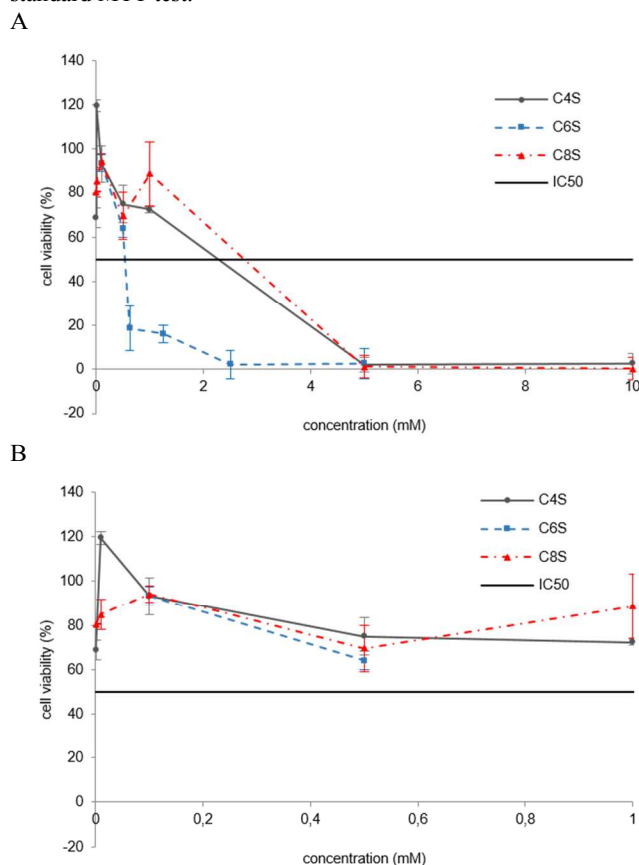 standard MTT test.
A
140
120
100
80
60
40
20
0
-20
cell viability (%)
0 2 4 6 8 10
concentration (mM)
C4S
C6S
C8S
IC50
B
140
120
100
80
60
40
20
0
cell viability (%)
0 0,2 0,4 0,6 0,8 1
concentration (mM)
C4S
C6S
C8S
IC50